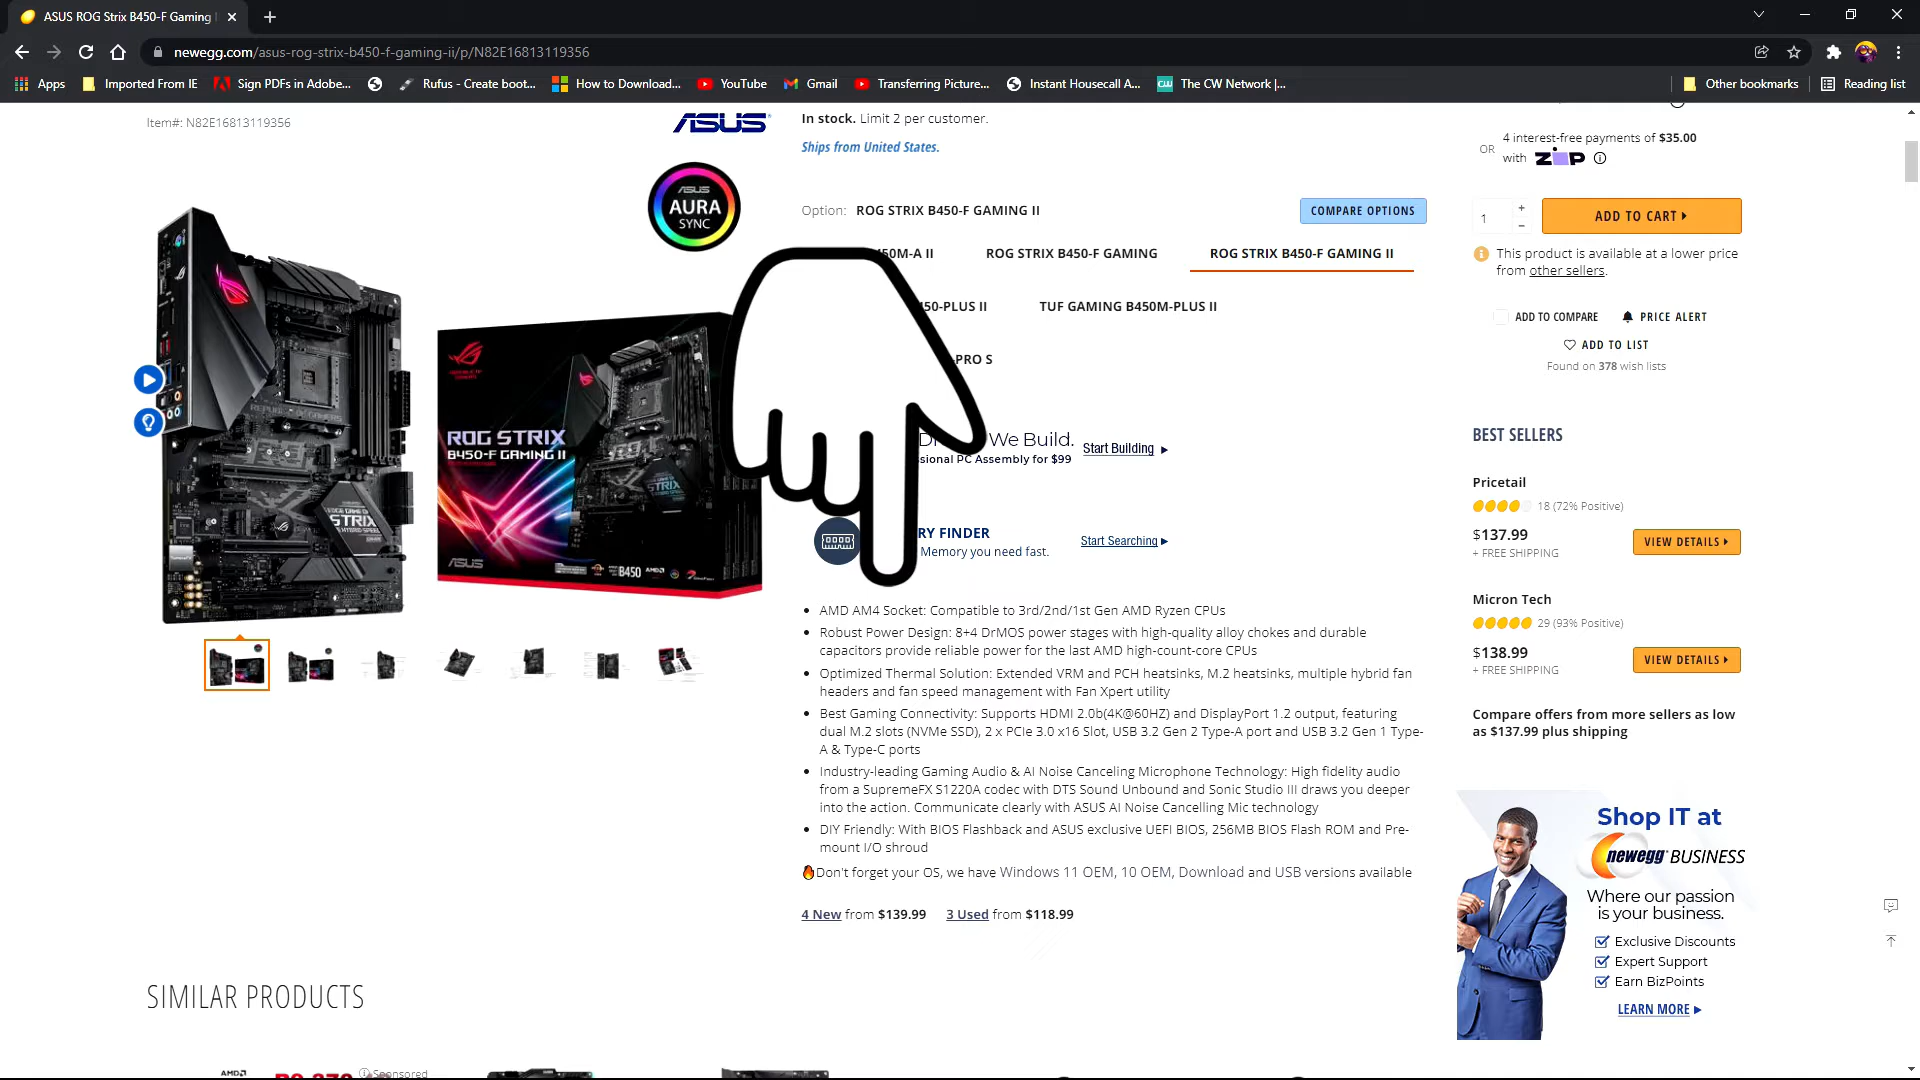 ASUS ROG Strix B450-F Gaming
newegg.com/asus-rog-strix-b450-f-gaming-ii/p/N82E16813119356
Apps
Imported From IE
Sign PDFs in Adobe...
Rufus - Create boot...
How to Download...
YouTube
Gmail
Transferring Picture...
Instant Housecall A...
CW
The CW Network |...
Other bookmarks
Reading list
Item#: N82E16813119356
ASUS
In stock. Limit 2 per customer.
Ships from United States.
ASUS
AURA
SYNC
Option: ROG STRIX B450-F GAMING II
COMPARE OPTIONS
50M-A II
ROG STRIX B450-F GAMING
ROG STRIX B450-F GAMING II
50-PLUS II
TUF GAMING B450M-PLUS II
-PRO S
We Build.
sional PC Assembly for $99
Start Building
RY FINDER
Memory you need fast.
Start Searching
ROG STRIX
B450-F GAMING II
ASUS
B450
AMD
STRIX
• AMD AM4 Socket: Compatible to 3rd/2nd/1st Gen AMD Ryzen CPUs
• Robust Power Design: 8+4 DrMOS power stages with high-quality alloy chokes and durable
capacitors provide reliable power for the last AMD high-count-core CPUs
• Optimized Thermal Solution: Extended VRM and PCH heatsinks, M.2 heatsinks, multiple hybrid fan
headers and fan speed management with Fan Xpert utility
• Best Gaming Connectivity: Supports HDMI 2.0b(4K@60HZ) and DisplayPort 1.2 output, featuring
dual M.2 slots (NVMe SSD), 2 x PCIe 3.0 x16 Slot, USB 3.2 Gen 2 Type-A port and USB 3.2 Gen 1 Type-
A & Type-C ports
• Industry-leading Gaming Audio & AI Noise Canceling Microphone Technology: High fidelity audio
from a SupremeFX S1220A codec with DTS Sound Unbound and Sonic Studio III draws you deeper
into the action. Communicate clearly with ASUS AI Noise Cancelling Mic technology
• DIY Friendly: With BIOS Flashback and ASUS exclusive UEFI BIOS, 256MB BIOS Flash ROM and Pre-
mount I/O shroud
Don't forget your OS, we have Windows 11 OEM, 10 OEM, Download and USB versions available
4 New from $139.99
3 Used from $118.99
OR
4 interest-free payments of $35.00
with zip
1
ADD TO CART
This product is available at a lower price
from other sellers.
ADD TO COMPARE
PRICE ALERT
ADD TO LIST
Found on 378 wish lists
BEST SELLERS
Pricetail
18 (72% Positive)
$137.99
+ FREE SHIPPING
VIEW DETAILS
Micron Tech
29 (93% Positive)
$138.99
+ FREE SHIPPING
VIEW DETAILS
Compare offers from more sellers as low
as $137.99 plus shipping
Shop IT at
newegg BUSINESS
Where our passion
is your business.
Exclusive Discounts
Expert Support
Earn BizPoints
LEARN MORE
SIMILAR PRODUCTS
AMD
Sponsored